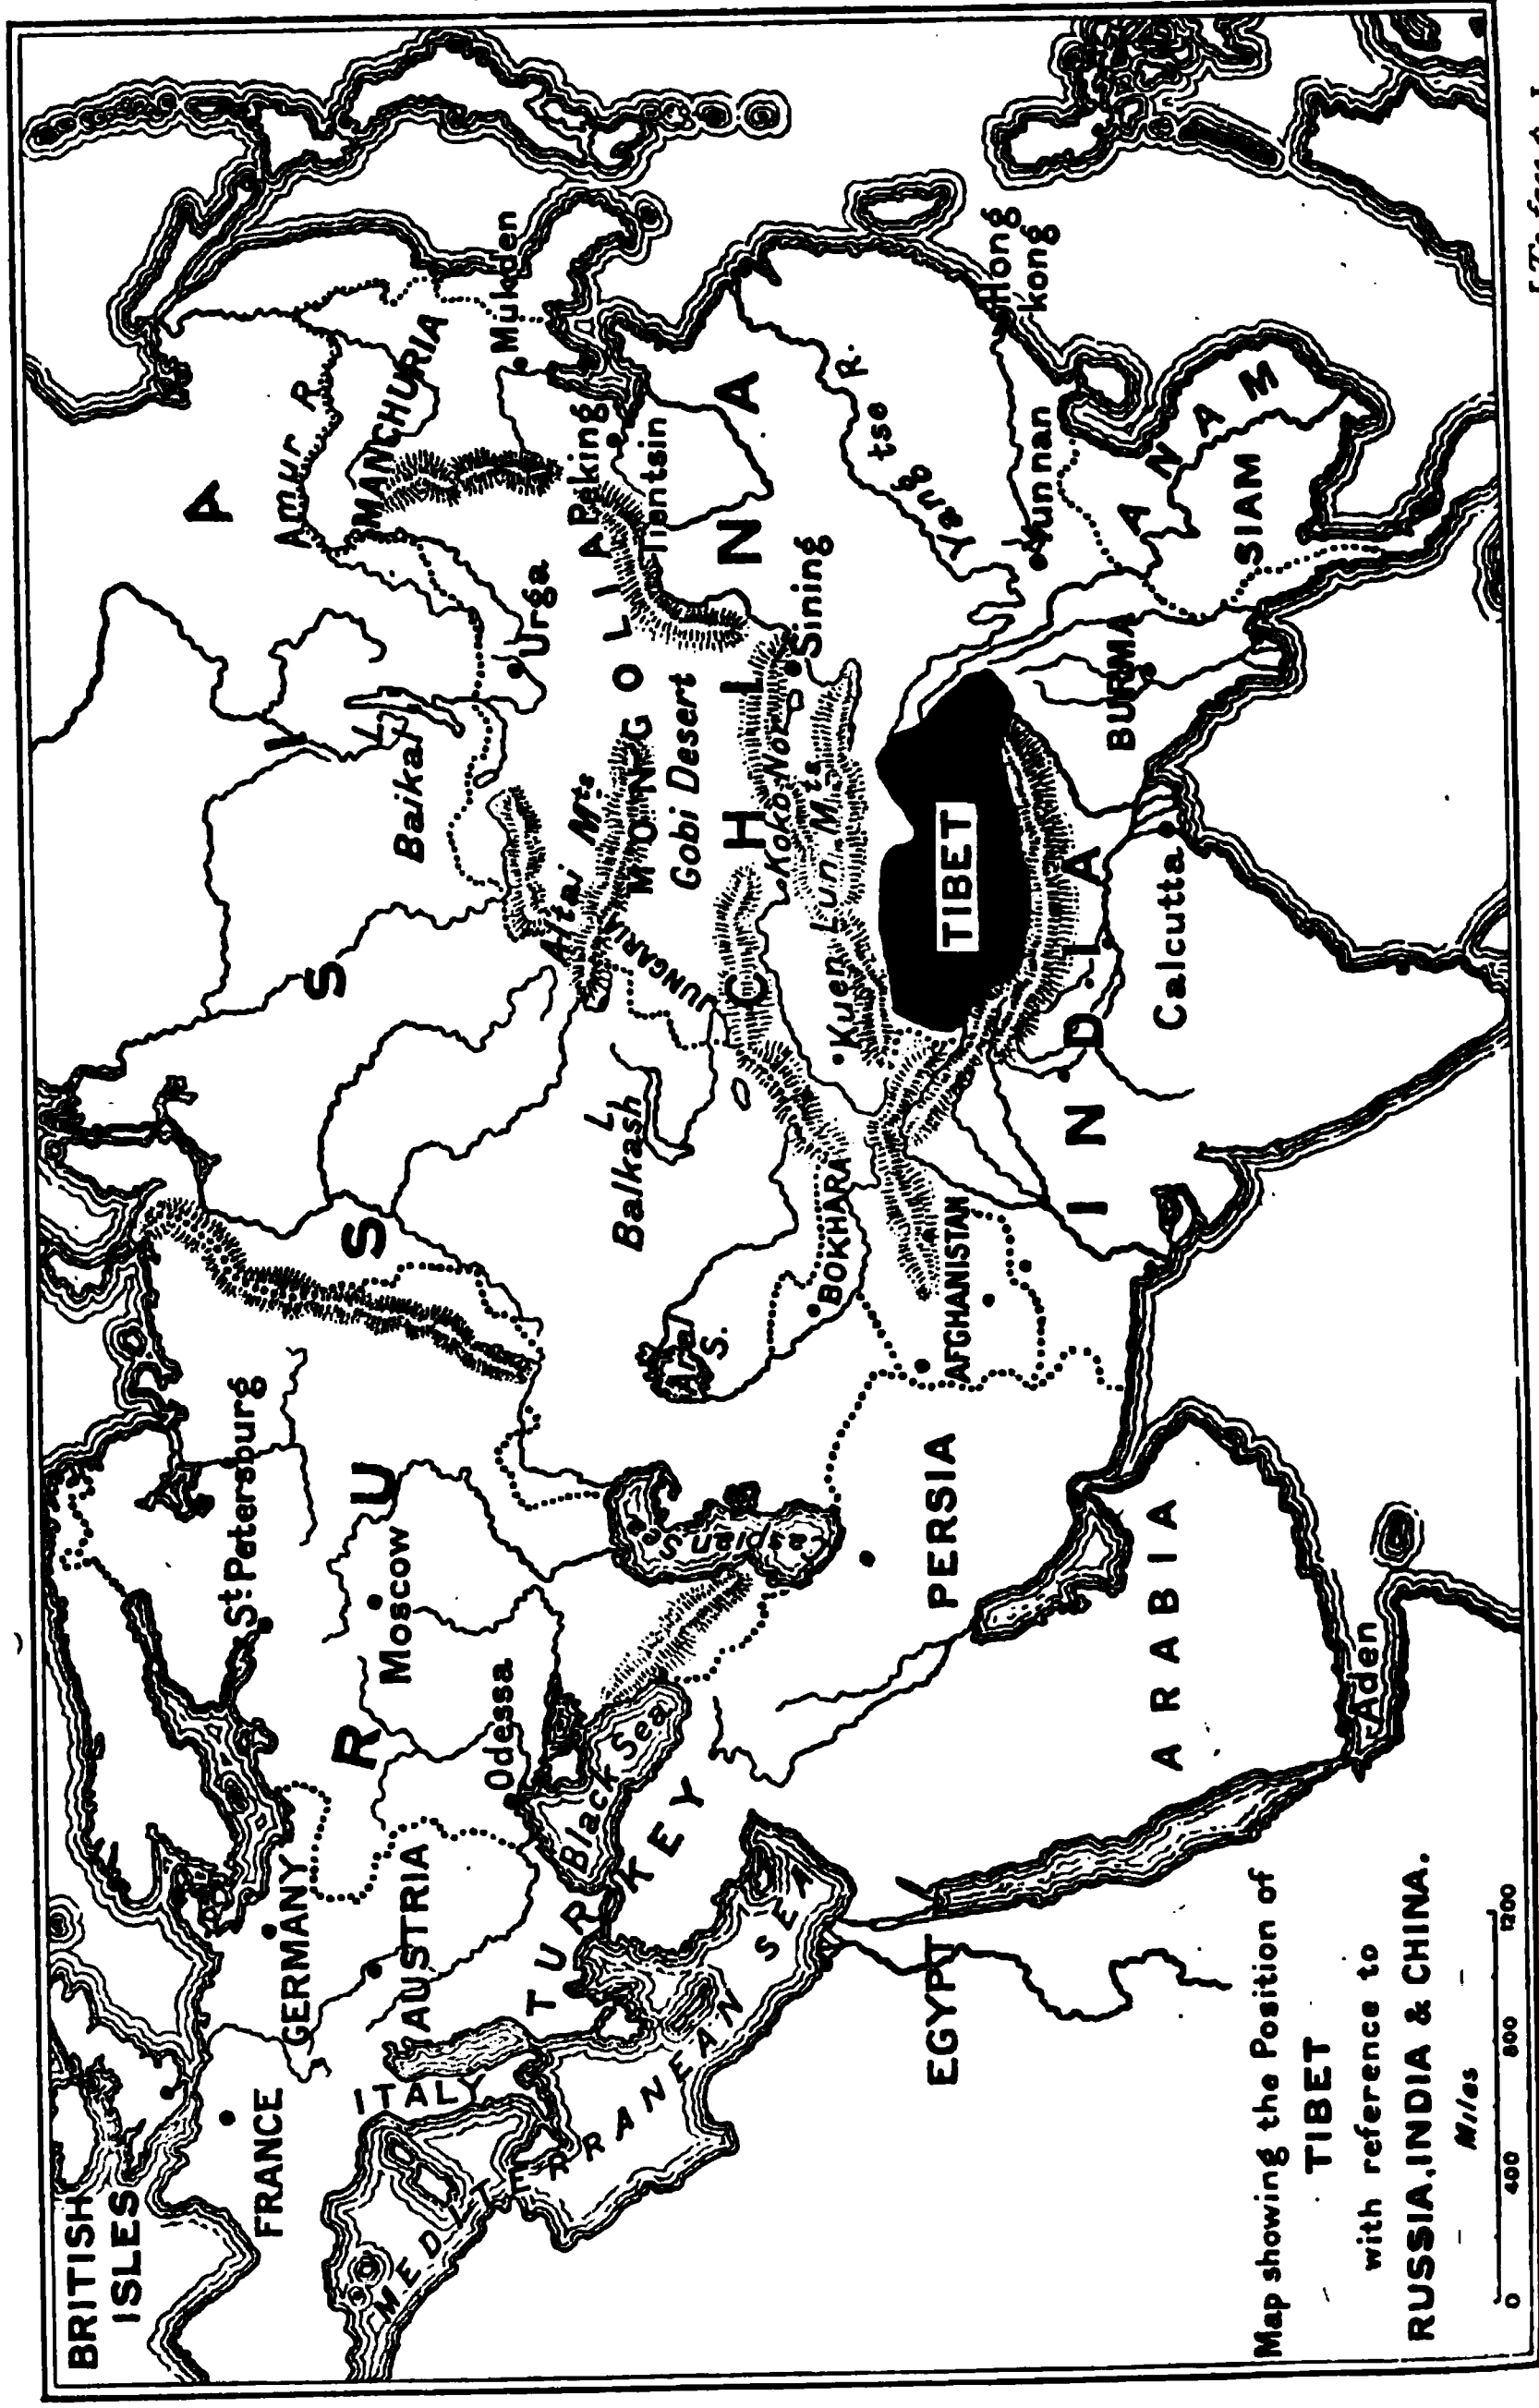 BRITISH
ISLES
FRANCE
GERMANY
AUSTRIA
ITALY
MEDITERRANEAN SEA
TURKEY
Black Sea
Odessa
Moscow
St. Petersburg
RUSSIA
Amur R
MANCHURIA
Mukden
Baikal L
Urga
Altai Mts
MONGOLIA
JUNGARIA
Gobi Desert
Peking
Tientsin
L
Balkash
Aral
S.
Caspian Sea
BOKHARA
CHINA
Koko Nor
Sining
Kuen Lun Mts
TIBET
Yang tse R.
Yunnan
Hong
kong
PERSIA
AFGHANISTAN
INDIA
Calcutta
BURMA
SIAM
ANAM
EGYPT
ARABIA
Aden
Map showing the Position of
TIBET
with reference to
RUSSIA, INDIA & CHINA.
Miles
0 400 800 1200